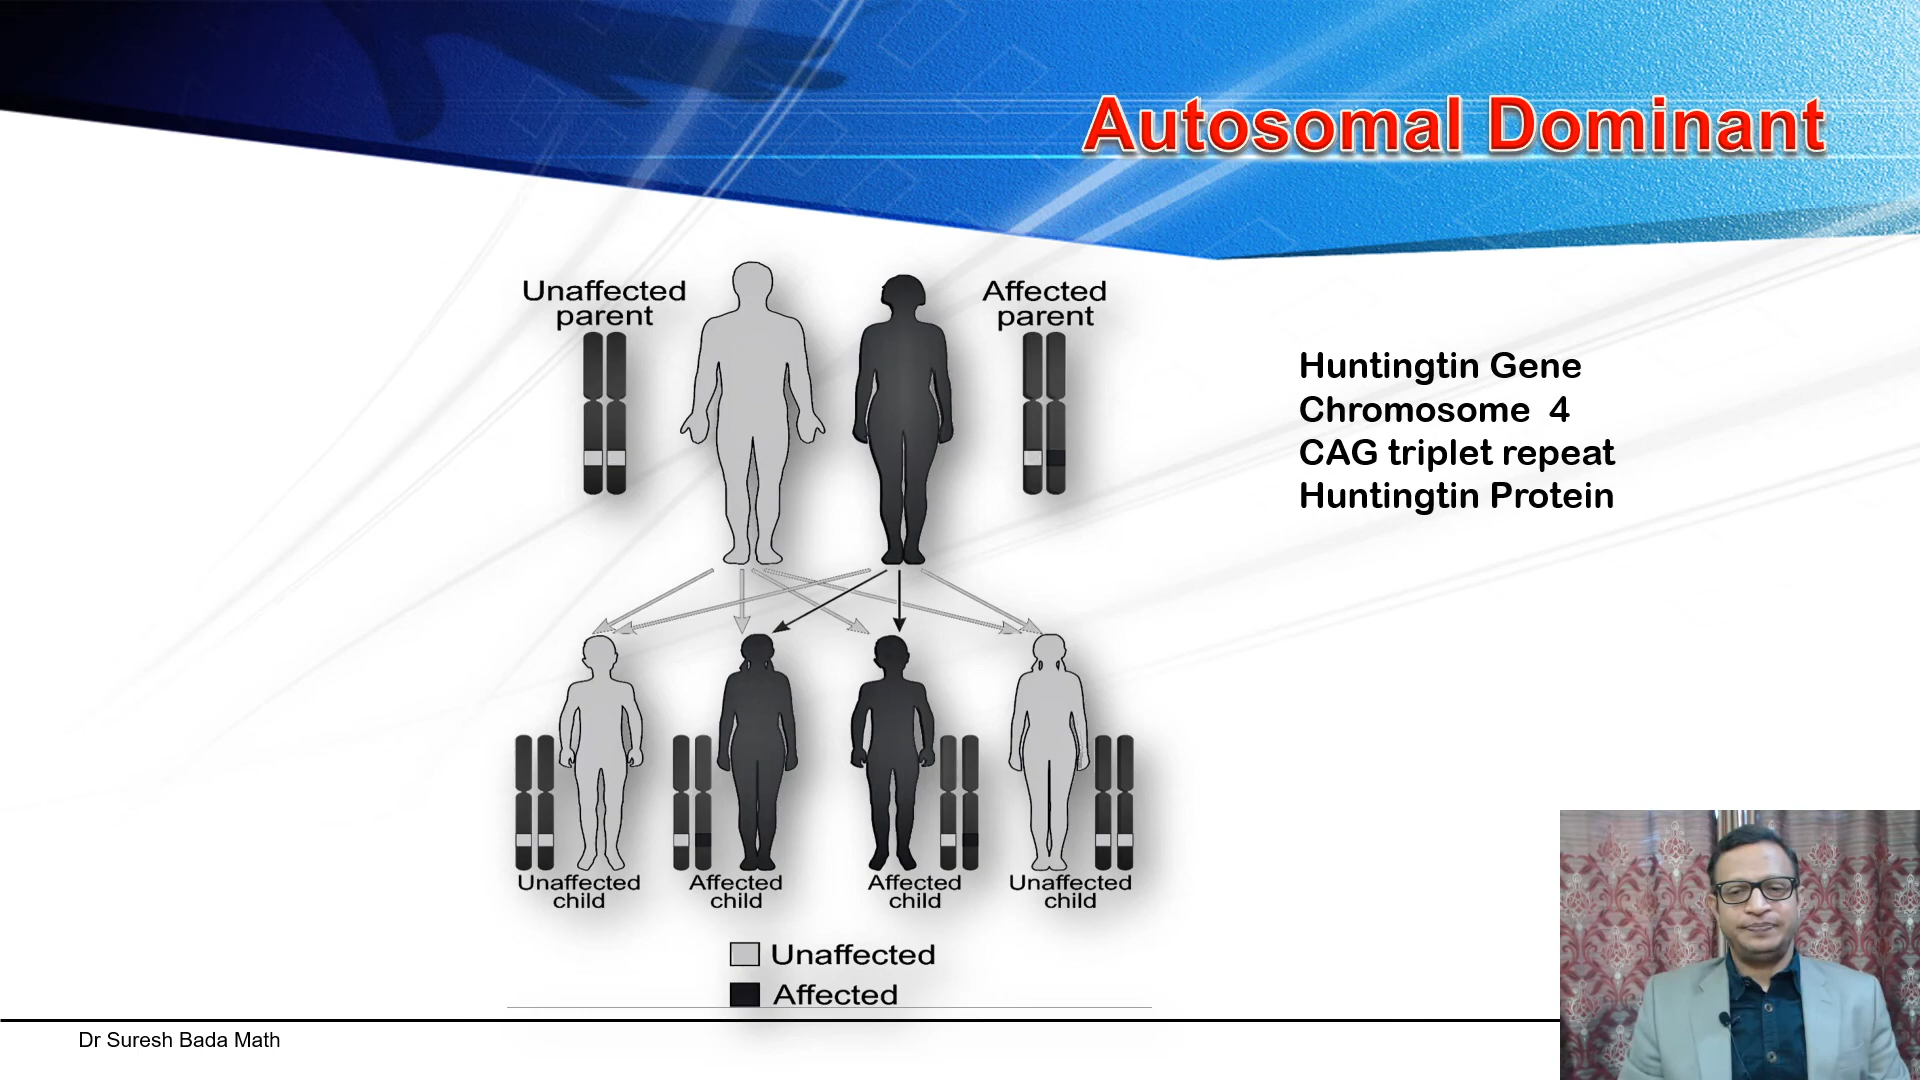 Autosomal Dominant
Unaffected
parent
Affected
parent
Huntingtin Gene
Chromosome 4
CAG triplet repeat
Huntingtin Protein
Unaffected
child
Affected
child
Affected
child
Unaffected
child
Unaffected
Affected
Dr Suresh Bada Math